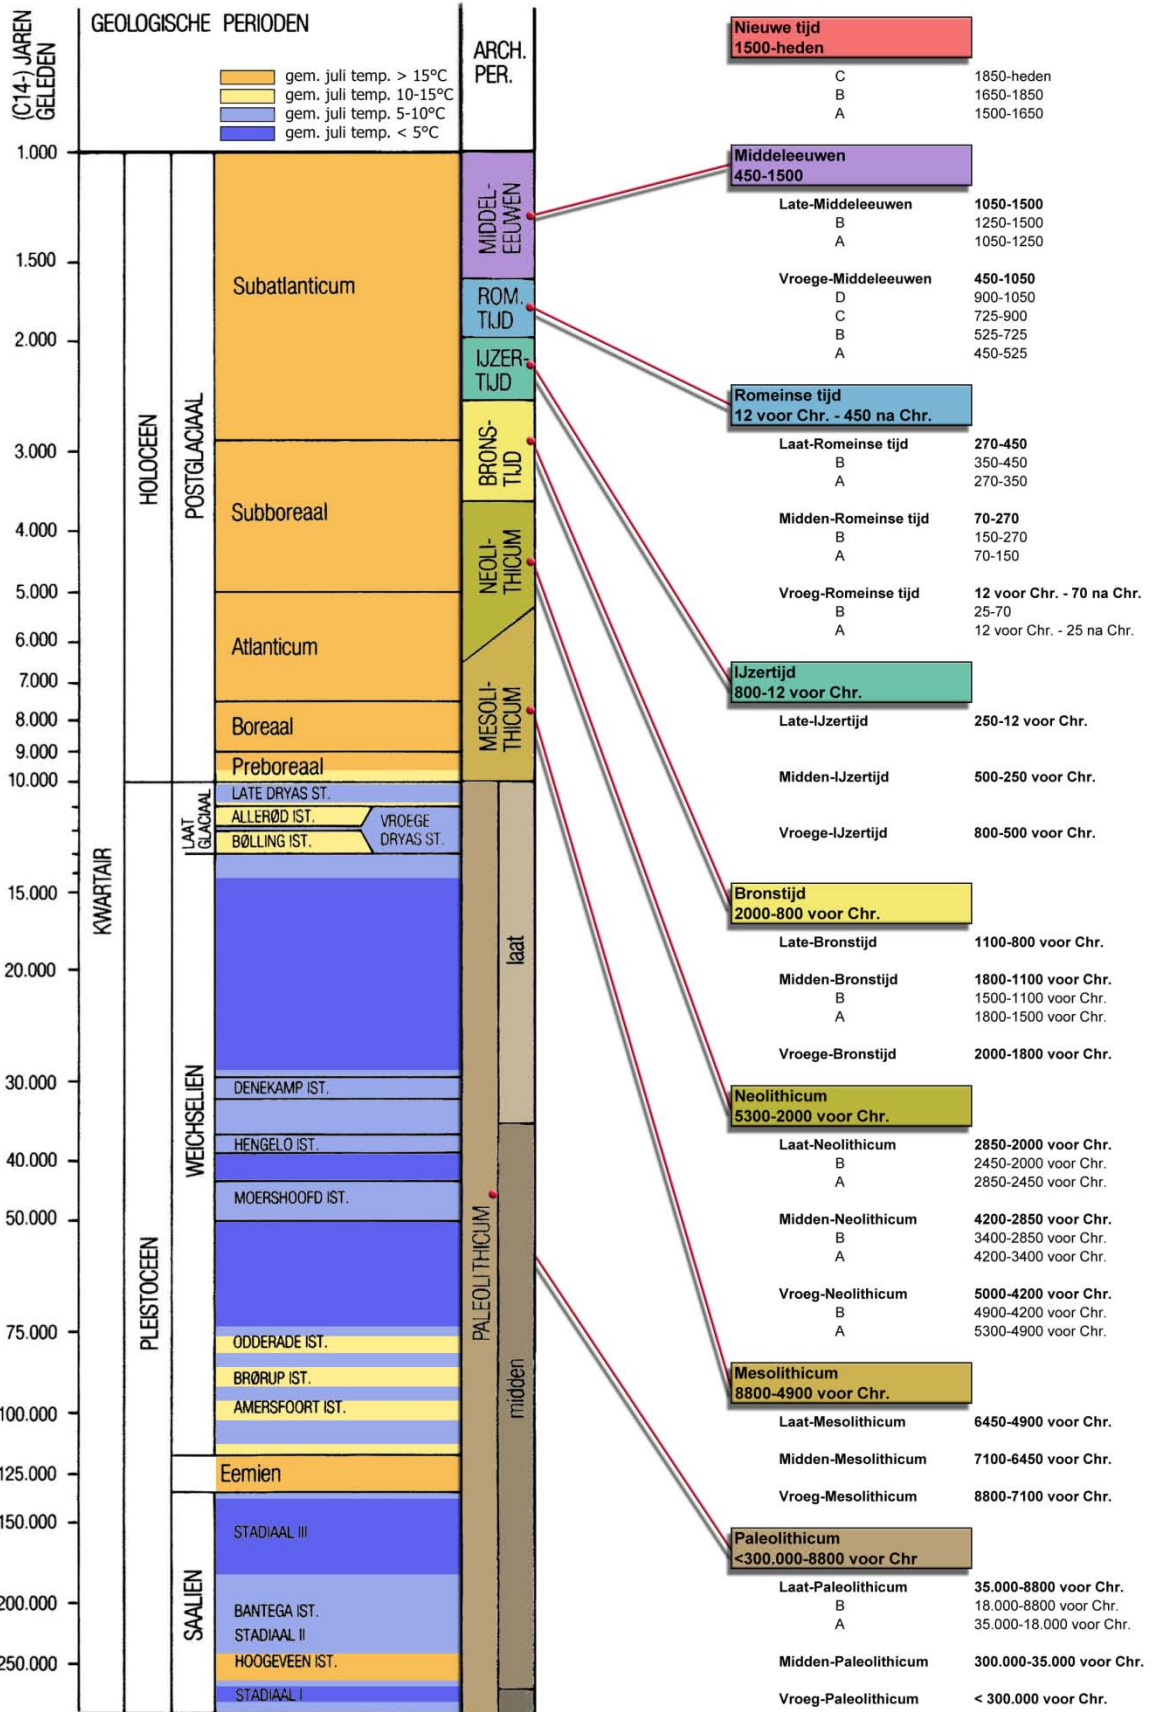 (C14-) JAREN
GELEDEN
GEOLOGISCHE PERIODEN
gem. juli temp. > 15°C
gem. juli temp. 10-15°C
gem. juli temp. 5-10°C
gem. juli temp. < 5°C
ARCH.
PER.
1.000
1.500
2.000
3.000
4.000
5.000
6.000
7.000
8.000
9.000
10.000
15.000
20.000
30.000
40.000
50.000
75.000
100.000
125.000
150.000
200.000
250.000
KWARTAIR
HOLOCEEN
PLEISTOCEEN
POSTGLACIAAL
LAAT
GLACIAAL
WEICHSELIEN
SAALIEN
Subatlanticum
Subboreaal
Atlanticum
Boreaal
Preboreaal
LATE DRYAS ST.
ALLERØD IST.
VROEGE
DRYAS ST.
BØLLING IST.
DENEKAMP IST.
HENGELO IST.
MOERSHOOFD IST.
ODDERADE IST.
BRØRUP IST.
AMERSFOORT IST.
Eemien
STADIAAL III
BANTEGA IST.
STADIAAL II
HOOGEVEEN IST.
STADIAAL I
MIDDEL-
EEUWEN
ROM.
TIJD
IJZER-
TIJD
BRONS-
TIJD
NEOLI-
THICUM
MESOLI-
THICUM
PALEOLITHICUM
laat
midden
Nieuwe tijd
1500-heden
C 1850-heden
B 1650-1850
A 1500-1650
Middeleeuwen
450-1500
Late-Middeleeuwen 1050-1500
B 1250-1500
A 1050-1250
Vroege-Middeleeuwen 450-1050
D 900-1050
C 725-900
B 525-725
A 450-525
Romeinse tijd
12 voor Chr. - 450 na Chr.
Laat-Romeinse tijd 270-450
B 350-450
A 270-350
Midden-Romeinse tijd 70-270
B 150-270
A 70-150
Vroeg-Romeinse tijd 12 voor Chr. - 70 na Chr.
B 25-70
A 12 voor Chr. - 25 na Chr.
IJzertijd
800-12 voor Chr.
Late-IJzertijd 250-12 voor Chr.
Midden-IJzertijd 500-250 voor Chr.
Vroege-IJzertijd 800-500 voor Chr.
Bronstijd
2000-800 voor Chr.
Late-Bronstijd 1100-800 voor Chr.
Midden-Bronstijd 1800-1100 voor Chr.
B 1500-1100 voor Chr.
A 1800-1500 voor Chr.
Vroege-Bronstijd 2000-1800 voor Chr.
Neolithicum
5300-2000 voor Chr.
Laat-Neolithicum 2850-2000 voor Chr.
B 2450-2000 voor Chr.
A 2850-2450 voor Chr.
Midden-Neolithicum 4200-2850 voor Chr.
B 3400-2850 voor Chr.
A 4200-3400 voor Chr.
Vroeg-Neolithicum 5000-4200 voor Chr.
B 4900-4200 voor Chr.
A 5300-4900 voor Chr.
Mesolithicum
8800-4900 voor Chr.
Laat-Mesolithicum 6450-4900 voor Chr.
Midden-Mesolithicum 7100-6450 voor Chr.
Vroeg-Mesolithicum 8800-7100 voor Chr.
Paleolithicum
<300.000-8800 voor Chr
Laat-Paleolithicum 35.000-8800 voor Chr.
B 18.000-8800 voor Chr.
A 35.000-18.000 voor Chr.
Midden-Paleolithicum 300.000-35.000 voor Chr.
Vroeg-Paleolithicum < 300.000 voor Chr.